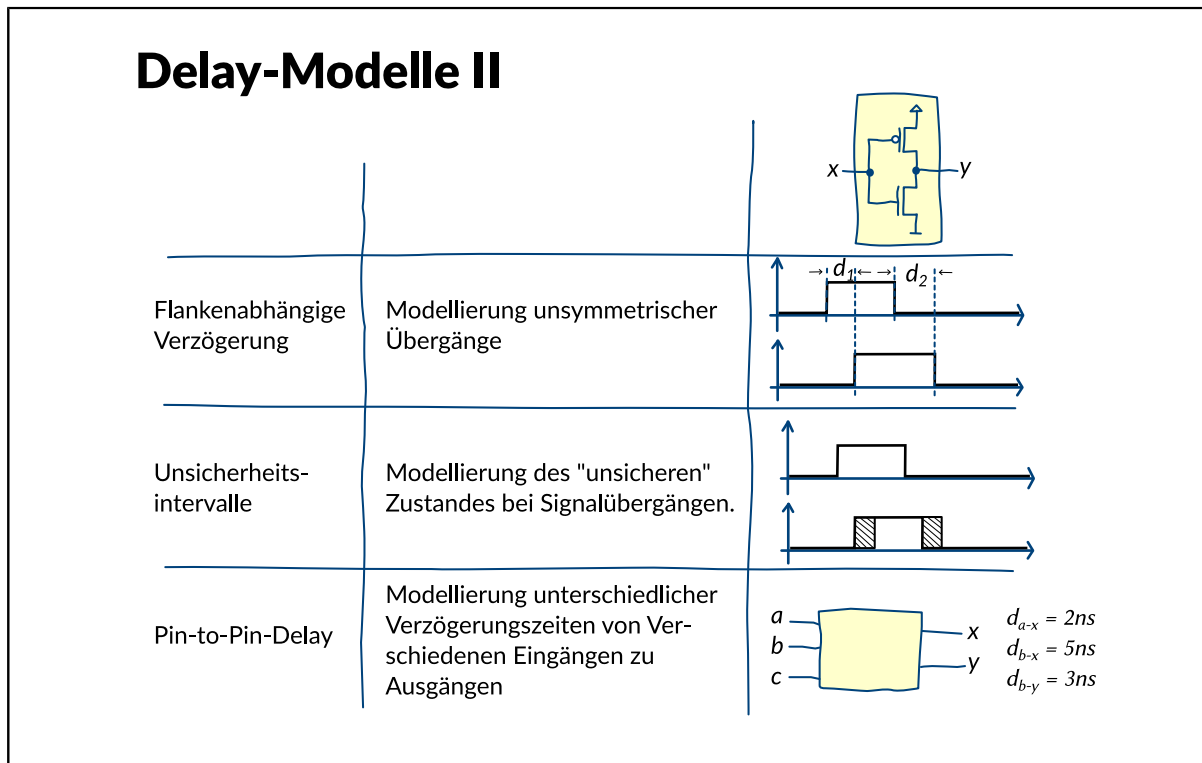 Delay-Modelle II
x
y
Flankenabhängige
Verzögerung
Modellierung unsymmetrischer
Übergänge
→ d1 ← → d2 ←
Unsicherheits-
intervalle
Modellierung des "unsicheren"
Zustandes bei Signalübergängen.
Pin-to-Pin-Delay
Modellierung unterschiedlicher
Verzögerungszeiten von Ver-
schiedenen Eingängen zu
Ausgängen
a
b
c
x
y
da-x = 2ns
db-x = 5ns
db-y = 3ns